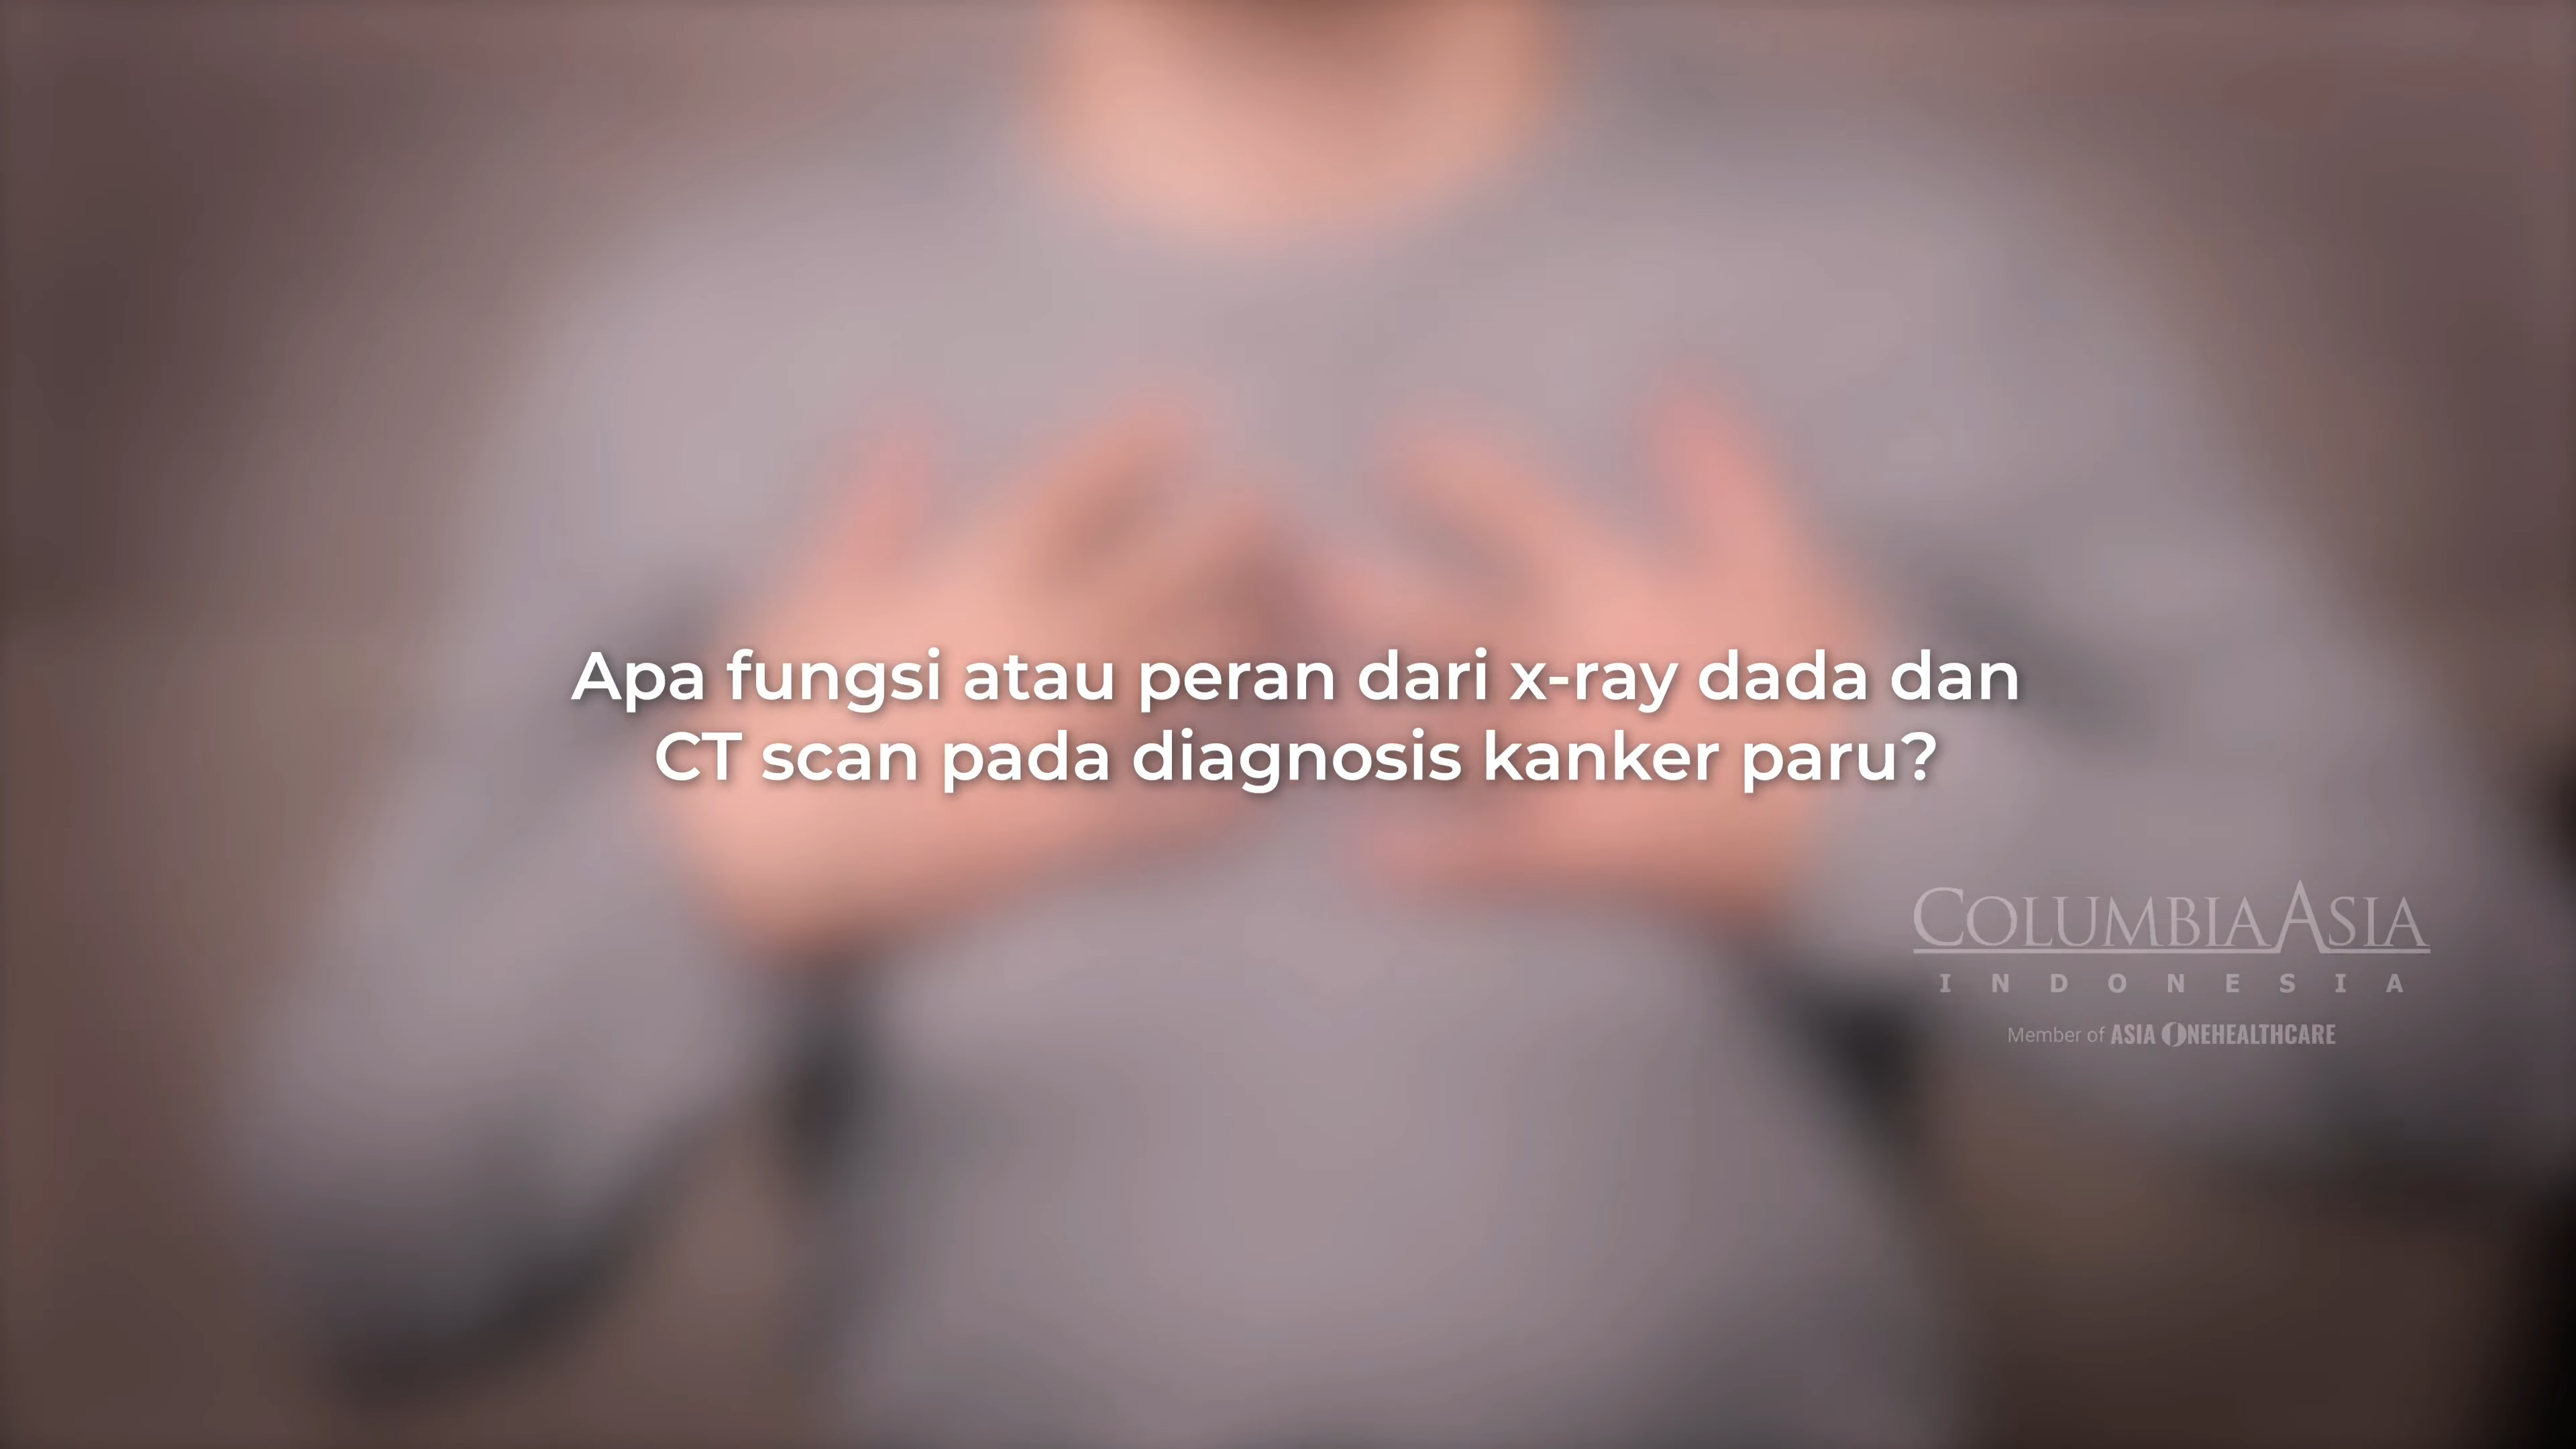 Apa fungsi atau peran dari x-ray dada dan
CT scan pada diagnosis kanker paru?
COLUMBIA ASIA
INDONESIA
Member of ASIA ONEHEALTHCARE